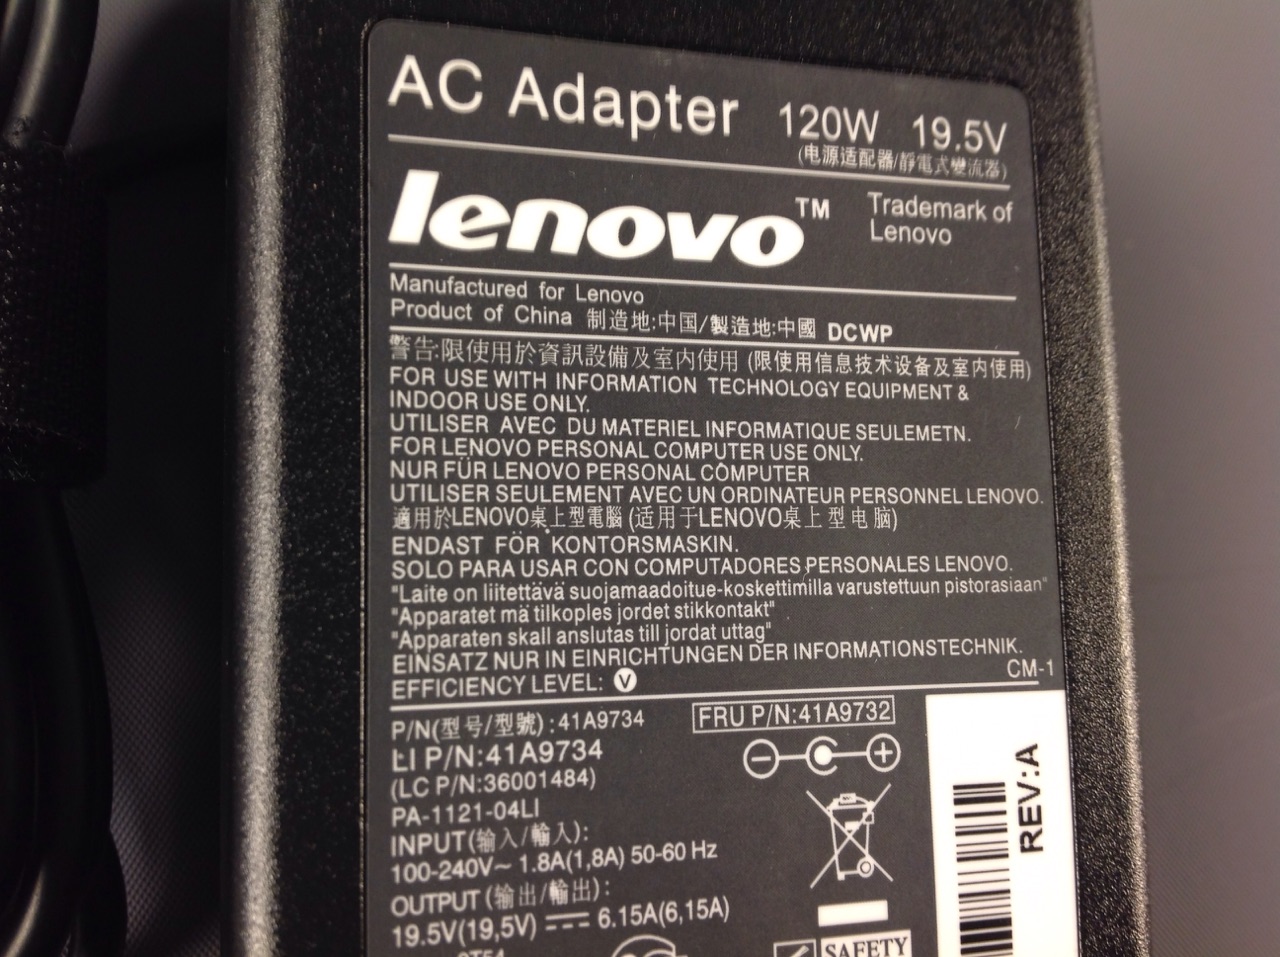 AC Adapter 120W 19.5V
(电源适配器/靜電式變流器)
lenovo™ Trademark of
Lenovo
Manufactured for Lenovo
Product of China 制造地:中国/製造地:中國 DCWP
警告:限使用於資訊設備及室內使用 (限使用信息技术设备及室内使用)
FOR USE WITH INFORMATION TECHNOLOGY EQUIPMENT &
INDOOR USE ONLY.
UTILISER AVEC DU MATERIEL INFORMATIQUE SEULEMETN.
FOR LENOVO PERSONAL COMPUTER USE ONLY.
NUR FÜR LENOVO PERSONAL COMPUTER
UTILISER SEULEMENT AVEC UN ORDINATEUR PERSONNEL LENOVO.
適用於LENOVO桌上型電腦 (适用于LENOVO桌上型电脑)
ENDAST FÖR KONTORSMASKIN.
SOLO PARA USAR CON COMPUTADORES PERSONALES LENOVO.
"Laite on liitettävä suojamaadoitue-koskettimilla varustettuun pistorasiaan"
"Apparatet mä tilkoples jordet stikkontakt"
"Apparaten skall anslutas till jordat uttag"
EINSATZ NUR IN EINRICHTUNGEN DER INFORMATIONSTECHNIK.
CM-1
EFFICIENCY LEVEL: V
P/N(型号/型號):41A9734 FRU P/N:41A9732
LI P/N:41A9734
(LC P/N:36001484)
PA-1121-04LI
INPUT(输入/輸入):
100-240V~ 1.8A(1,8A) 50-60 Hz
OUTPUT (输出/輸出):
19.5V(19,5V) 6.15A(6,15A)
REV:A
SAFETY